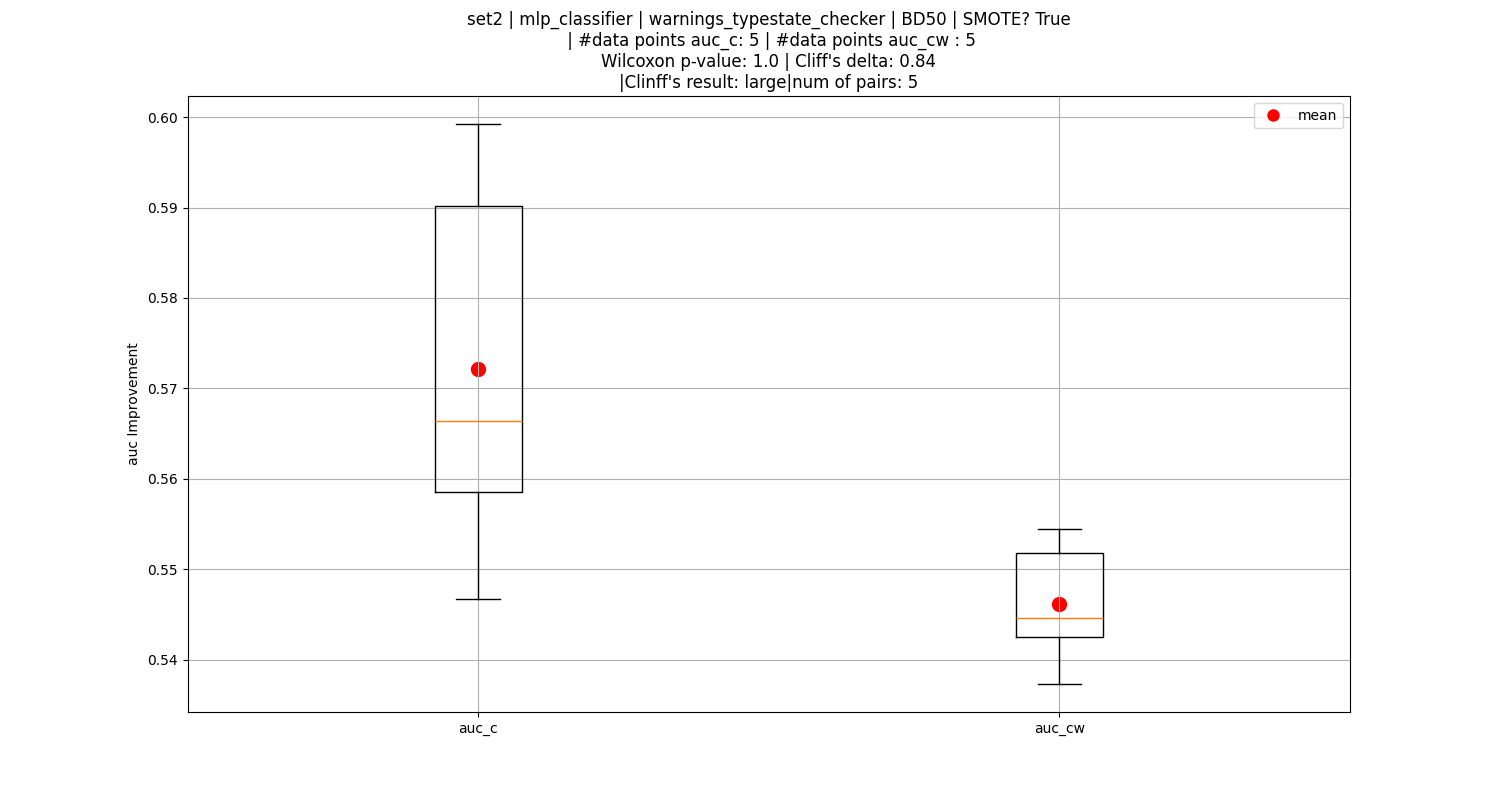 set2 | mlp_classifier | warnings_typestate_checker | BD50 | SMOTE? True
| #data points auc_c: 5 | #data points auc_cw : 5
Wilcoxon p-value: 1.0 | Cliff's delta: 0.84
|Clinff's result: large|num of pairs: 5
mean
0.60
0.59
0.58
0.57
0.56
0.55
0.54
auc Improvement
auc_c
auc_cw